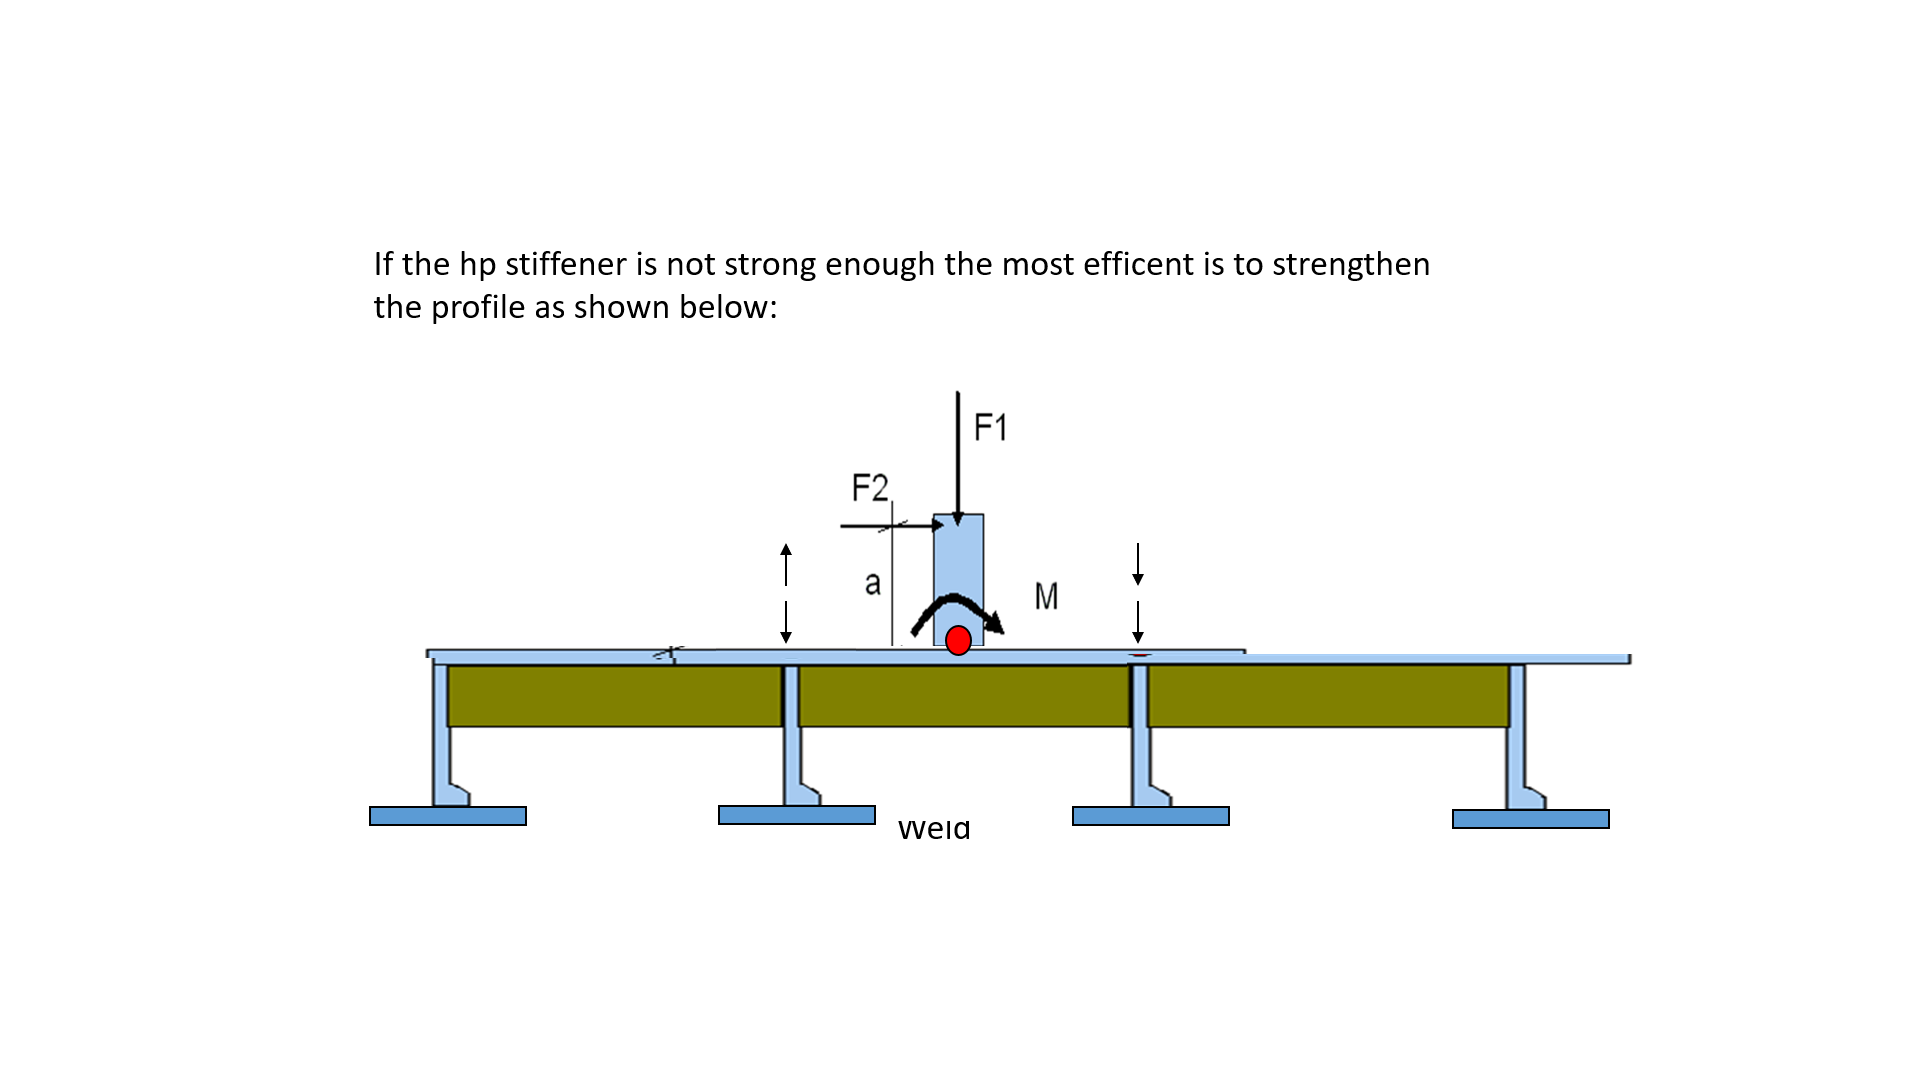 If the hp stiffener is not strong enough the most efficent is to strengthen
the profile as shown below:
F1
F2
a
M
Weld